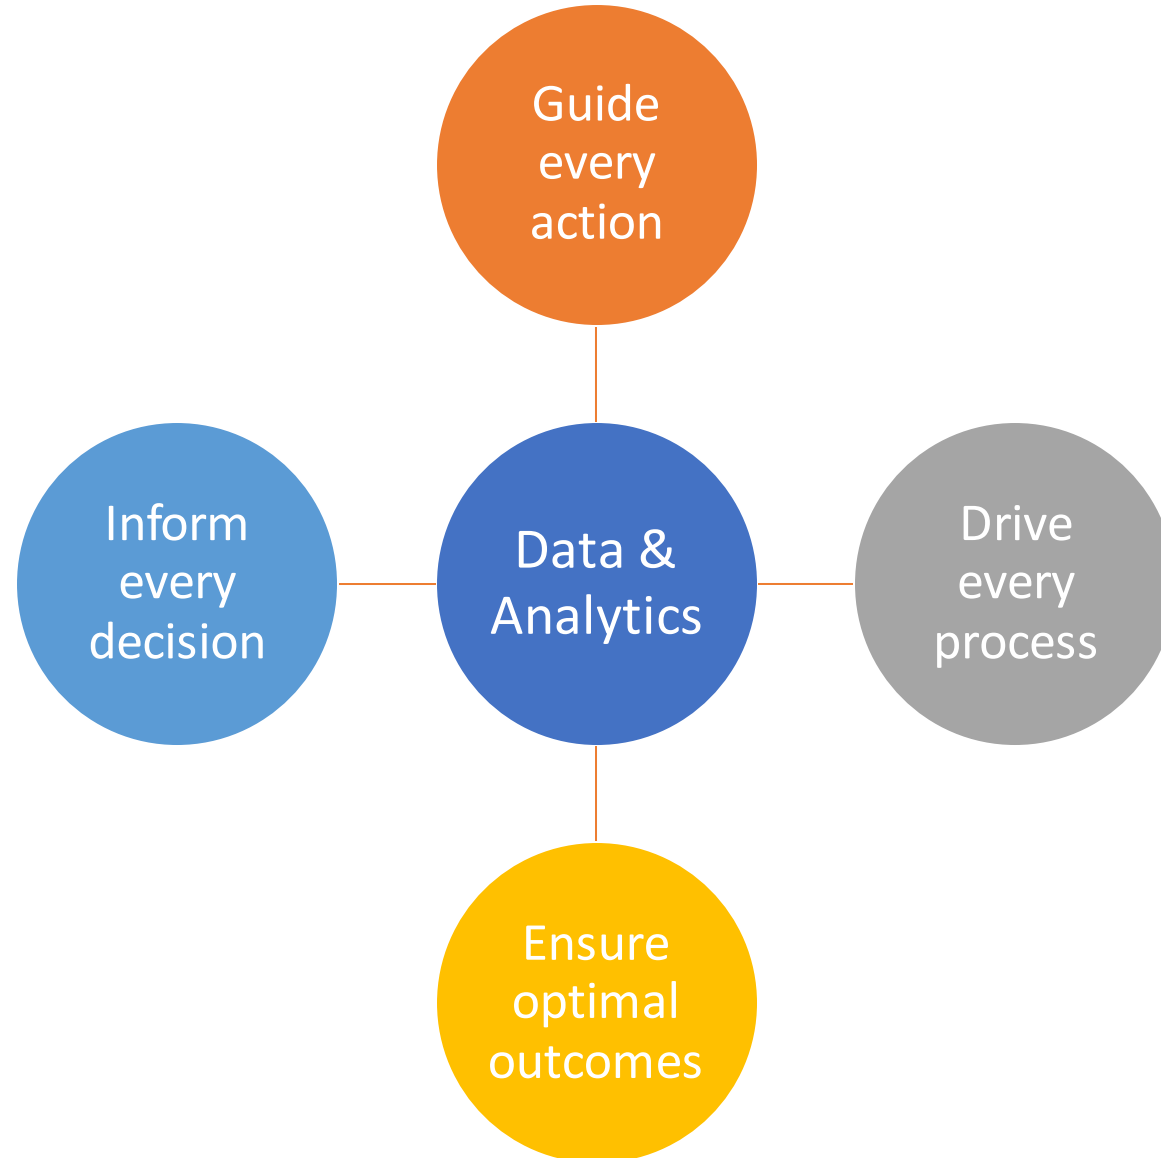 Guide
every
action
Inform
every
decision
Data &
Analytics
Drive
every
process
Ensure
optimal
outcomes